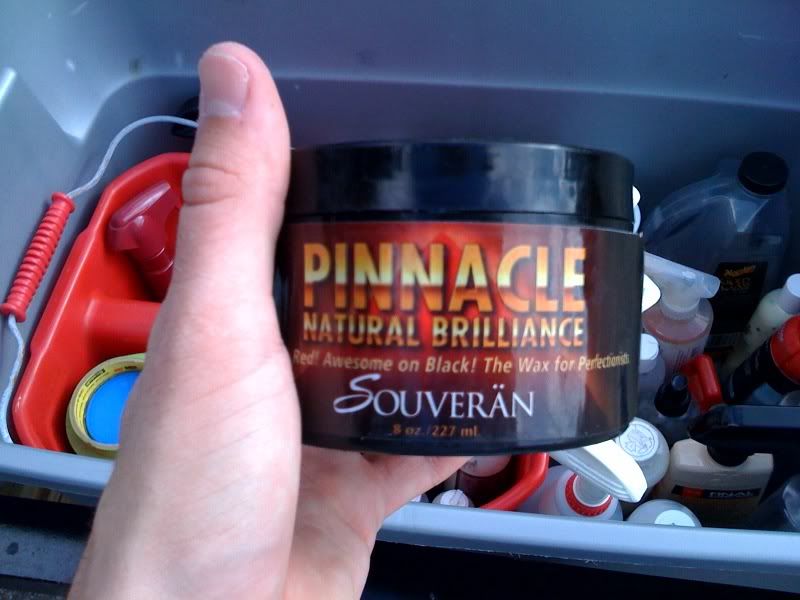 PINNACLE
NATURAL BRILLIANCE
Red! Awesome on Black! The Wax for Perfectionists
SOUVERÄN
8 oz./227 ml